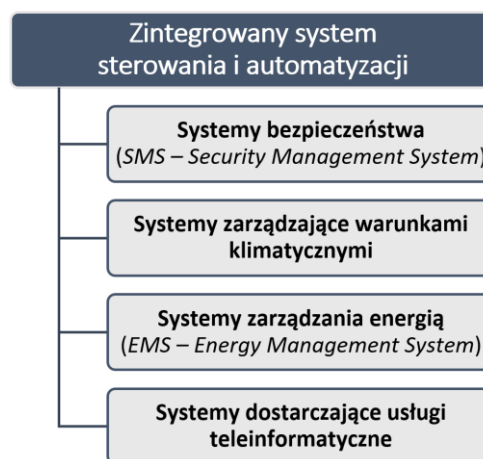 Zintegrowany system
sterowania i automatyzacji
Systemy bezpieczeństwa
(SMS – Security Management System)
Systemy zarządzające warunkami
klimatycznymi
Systemy zarządzania energią
(EMS – Energy Management System)
Systemy dostarczające usługi
teleinformatyczne